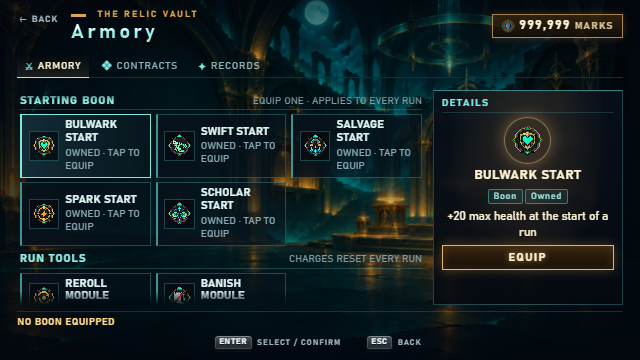 ← BACK
THE RELIC VAULT
Armory
999,999 MARKS
ARMORY
CONTRACTS
RECORDS
STARTING BOON
EQUIP ONE · APPLIES TO EVERY RUN
BULWARK
START
OWNED · TAP TO
EQUIP
SWIFT START
OWNED · TAP TO
EQUIP
SALVAGE
START
OWNED · TAP TO
EQUIP
SPARK START
OWNED · TAP TO
EQUIP
SCHOLAR
START
OWNED · TAP TO
EQUIP
RUN TOOLS
CHARGES RESET EVERY RUN
REROLL
MODULE
BANISH
MODULE
DETAILS
BULWARK START
Boon Owned
+20 max health at the start of a
run
EQUIP
NO BOON EQUIPPED
ENTER SELECT / CONFIRM ESC BACK